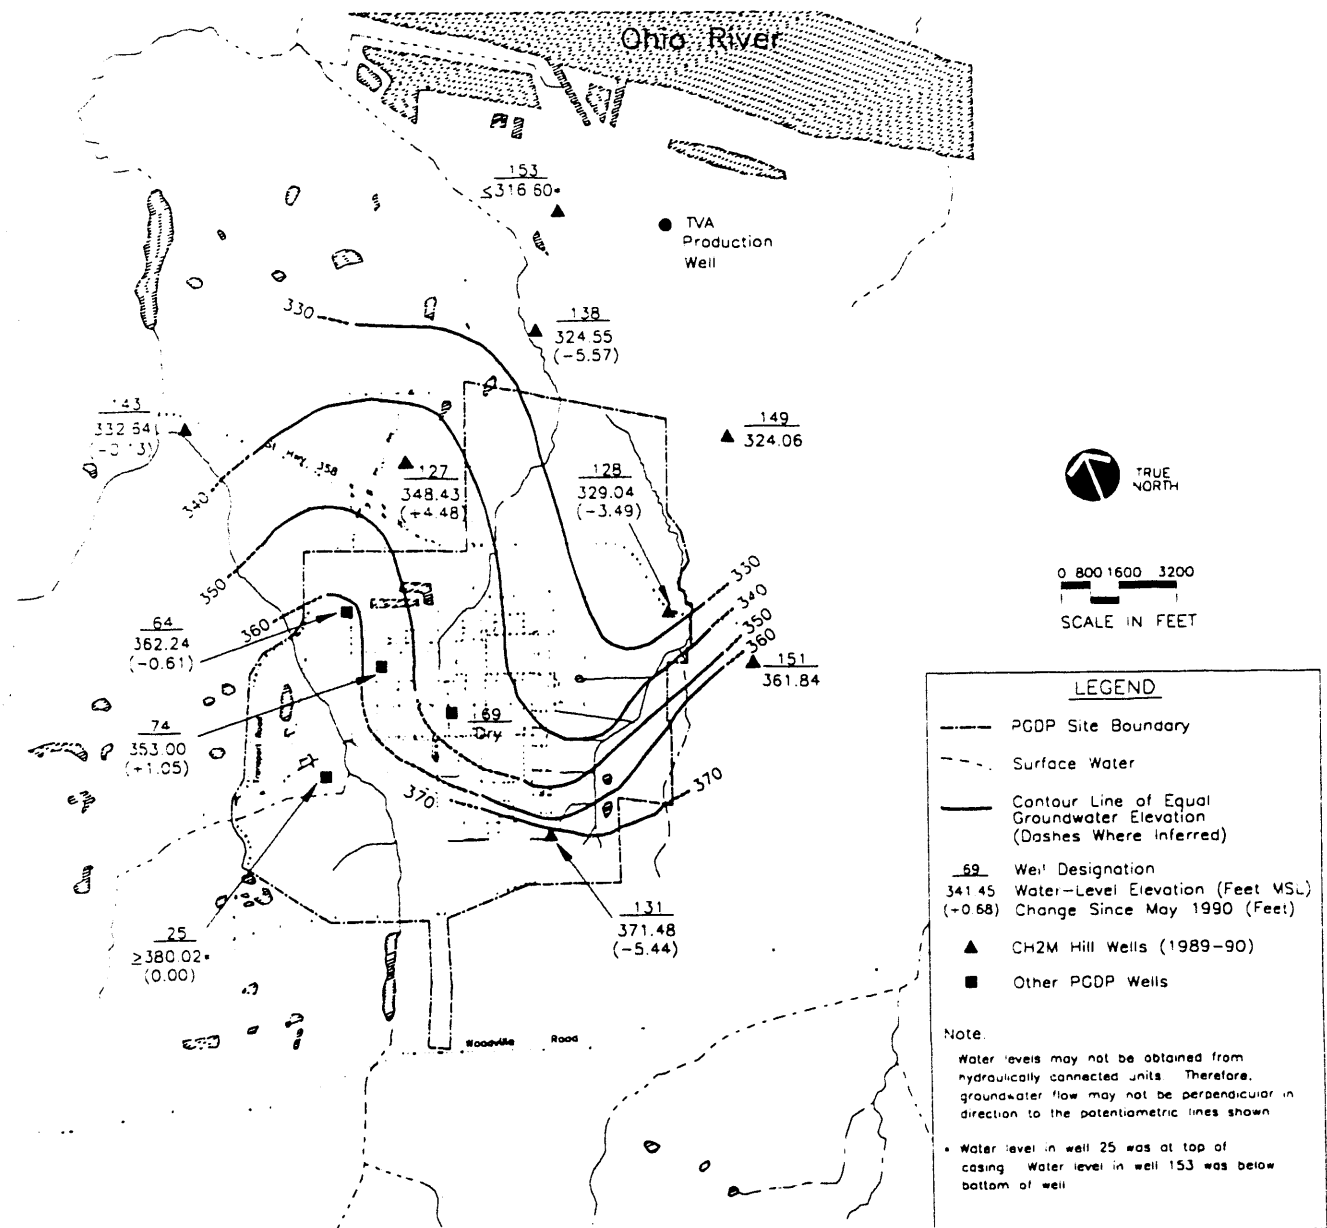 Ohio River
153
≤316 60•
TVA
Production
Well
330
138
324.55
(-5.57)
143
332 64
149
324.06
St. Hwy. 358
127
348.43
(+4.48)
128
329.04
(-3.49)
TRUE
NORTH
340
350
360
330
340
350
360
0 800 1600 3200
SCALE IN FEET
64
362.24
(-0.61)
151
361.84
69
Dry
74
353.00
(+1.05)
Transport Road
370
370
131
371.48
(-5.44)
25
≥380.02•
(0.00)
Woodville Road
LEGEND
PGDP Site Boundary
Surface Water
Contour Line of Equal
Groundwater Elevation
(Dashes Where Inferred)
69 Well Designation
341 45 Water-Level Elevation (Feet MSL)
(+0.68) Change Since May 1990 (Feet)
CH2M Hill Wells (1989-90)
Other PGDP Wells
Note:
Water levels may not be obtained from
hydraulically connected units. Therefore,
groundwater flow may not be perpendicular in
direction to the potentiometric lines shown
• Water level in well 25 was at top of
casing Water level in well 153 was below
bottom of well